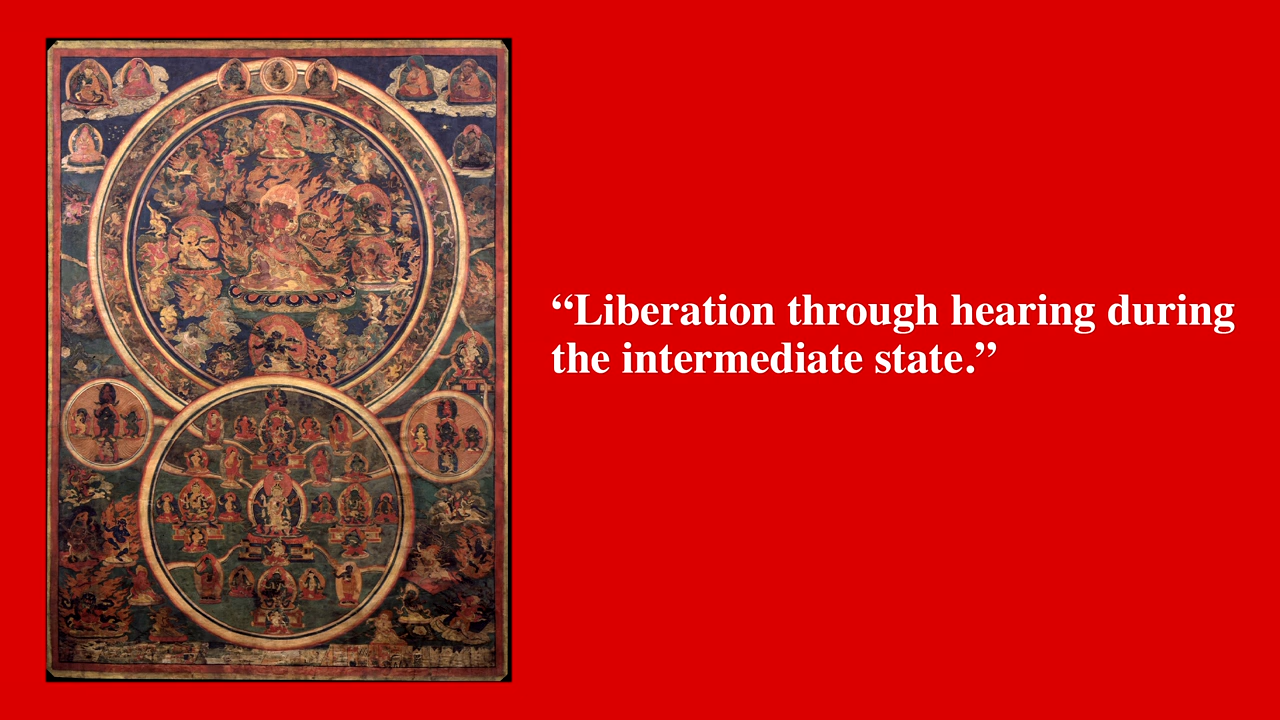 “Liberation through hearing during
the intermediate state.”